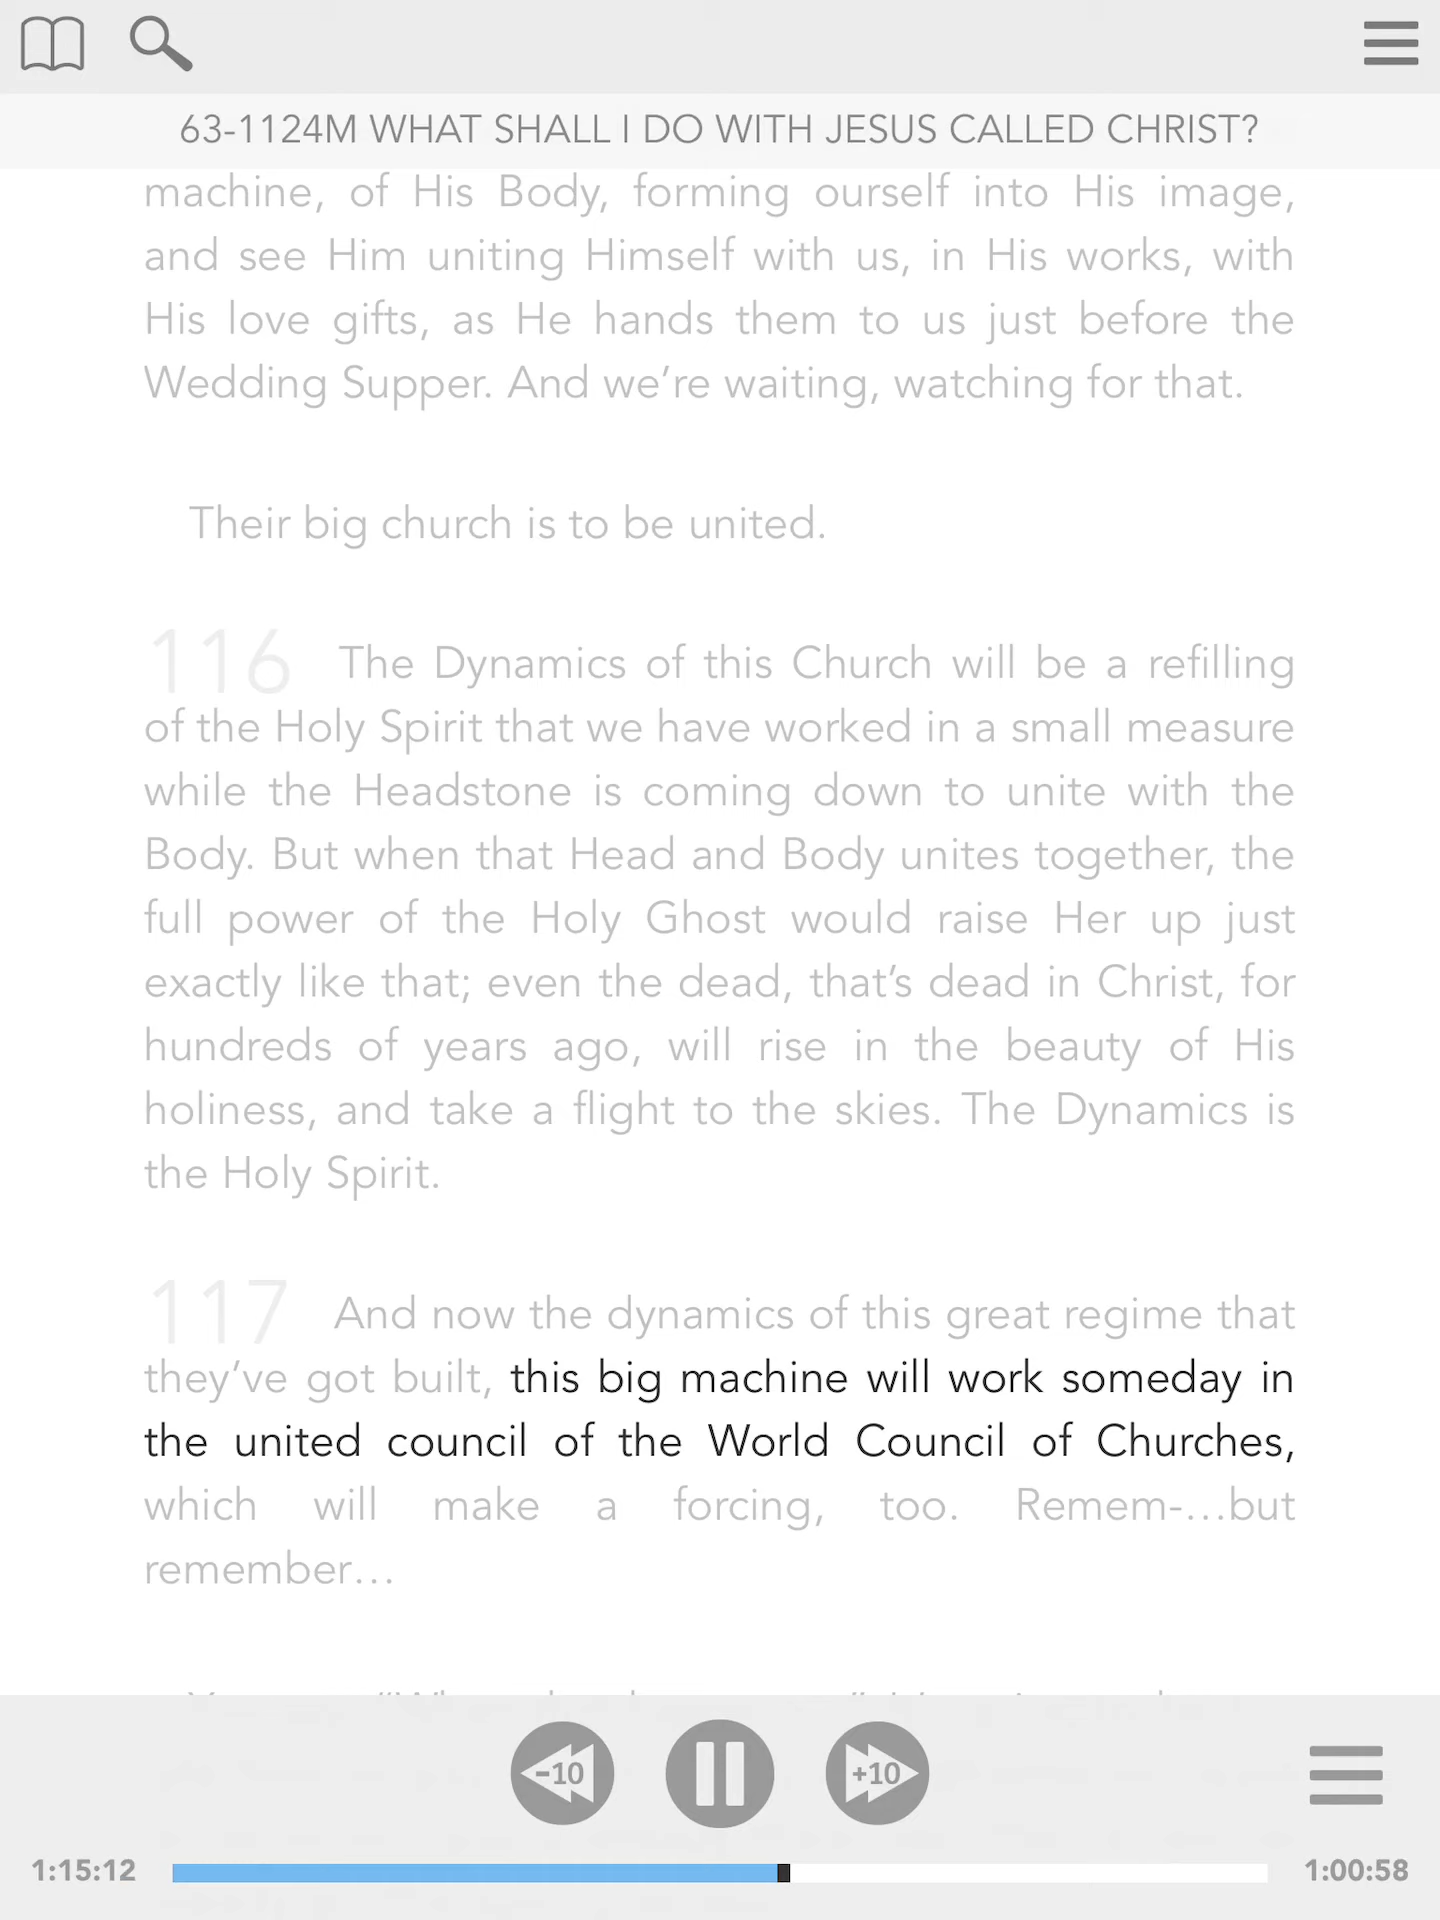 63-1124M WHAT SHALL I DO WITH JESUS CALLED CHRIST?
machine, of His Body, forming ourself into His image,
and see Him uniting Himself with us, in His works, with
His love gifts, as He hands them to us just before the
Wedding Supper. And we’re waiting, watching for that.
Their big church is to be united.
116 The Dynamics of this Church will be a refilling
of the Holy Spirit that we have worked in a small measure
while the Headstone is coming down to unite with the
Body. But when that Head and Body unites together, the
full power of the Holy Ghost would raise Her up just
exactly like that; even the dead, that’s dead in Christ, for
hundreds of years ago, will rise in the beauty of His
holiness, and take a flight to the skies. The Dynamics is
the Holy Spirit.
117 And now the dynamics of this great regime that
they’ve got built, this big machine will work someday in
the united council of the World Council of Churches,
which will make a forcing, too. Remem-…but
remember…
-10 +10
1:15:12 1:00:58